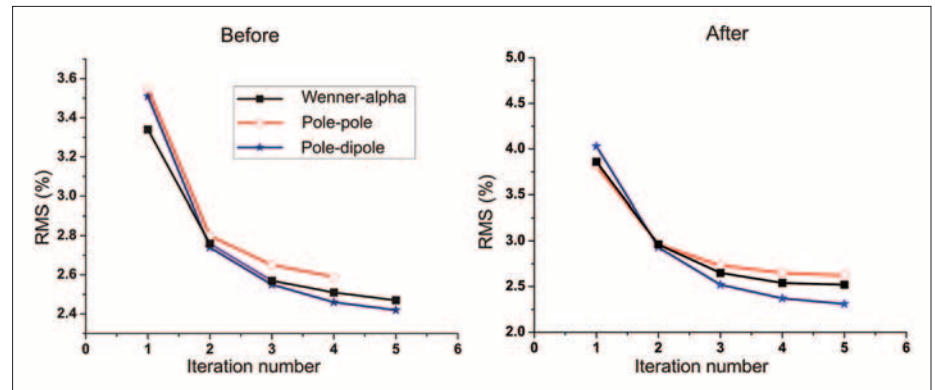 Before
3.6
3.4
3.2
3.0
2.8
2.6
2.4
RMS (%)
0 1 2 3 4 5 6
Iteration number
Wenner-alpha
Pole-pole
Pole-dipole
After
5.0
4.5
4.0
3.5
3.0
2.5
2.0
RMS (%)
0 1 2 3 4 5 6
Iteration number